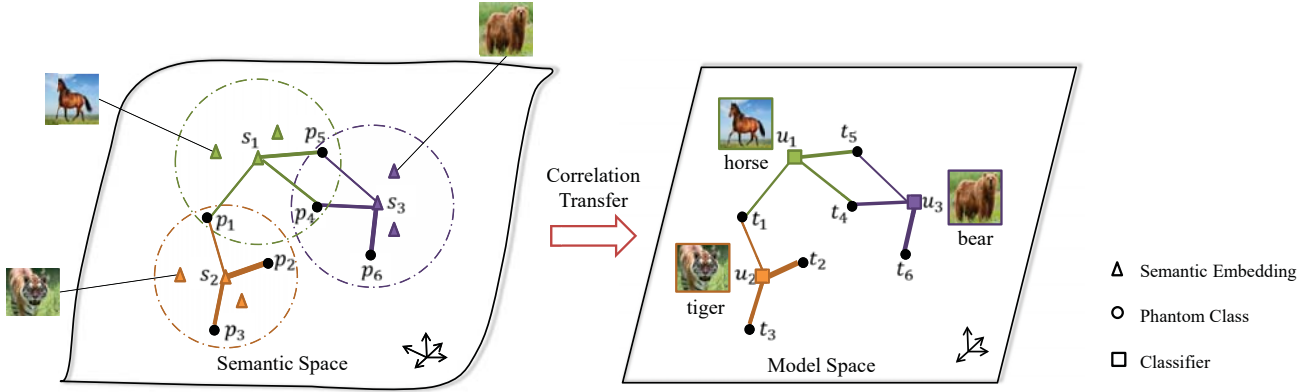 s₁
p₅
p₄
s₃
p₁
s₂
p₂
p₆
p₃
Semantic Space
Correlation
Transfer
u₁
t₅
horse
t₄
u₃
bear
t₁
t₂
u₂
t₆
tiger
t₃
Model Space
Semantic Embedding
Phantom Class
Classifier